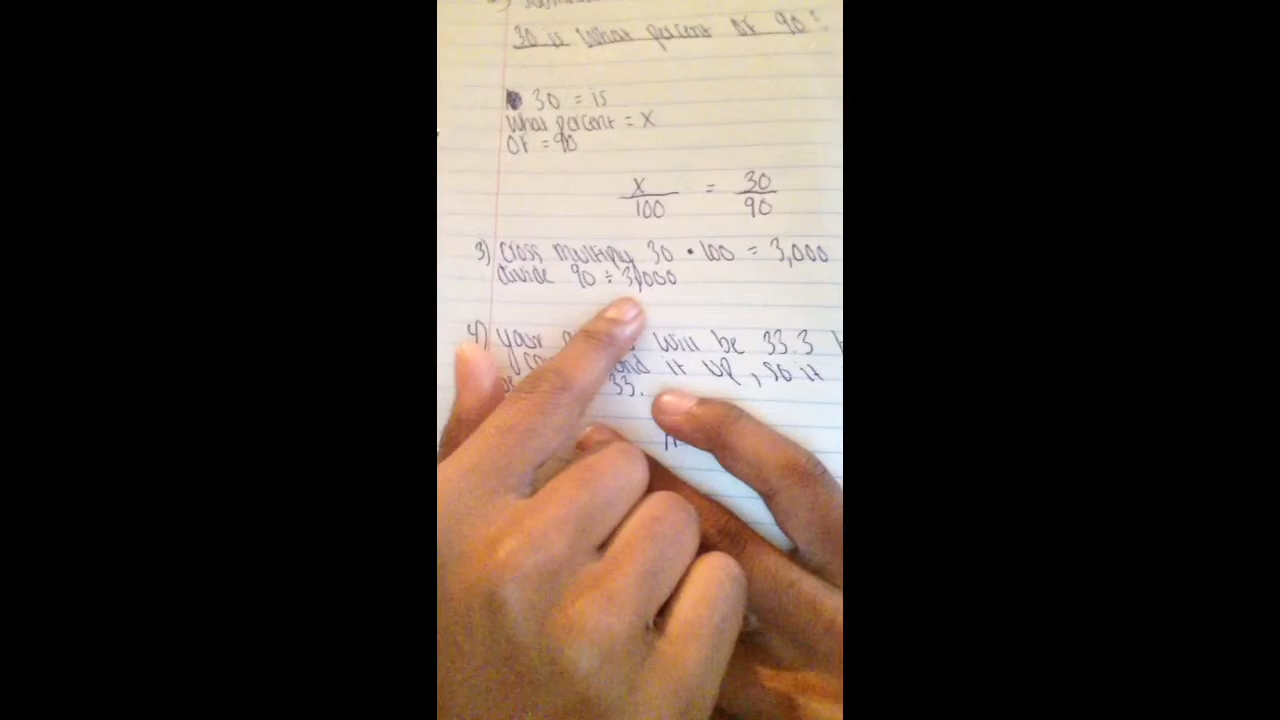 30 is What percent Of 90?
30 = is
What percent = X
Of = 90
X = 30
100 90
3) Cross multiply 30 • 100 = 3,000
divide 90 ÷ 3,000
4) your will be 33.3
it up, so it
33.